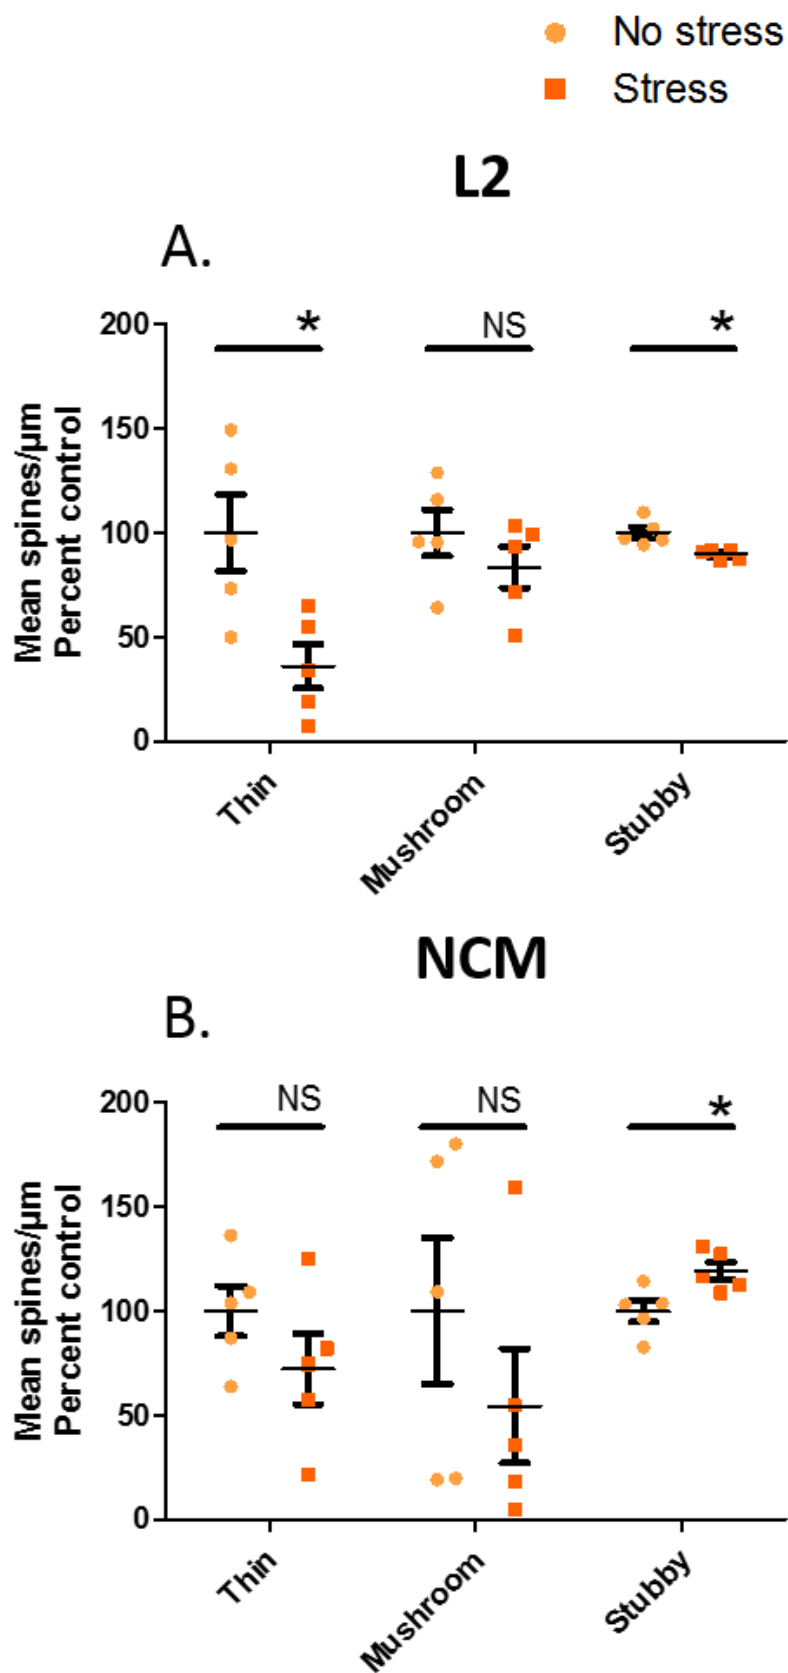 No stress
Stress
L2
A.
* NS *
200
150
100
50
0
Mean spines/µm
Percent control
Thin
Mushroom
Stubby
NCM
B.
NS NS *
200
150
100
50
0
Mean spines/µm
Percent control
Thin
Mushroom
Stubby